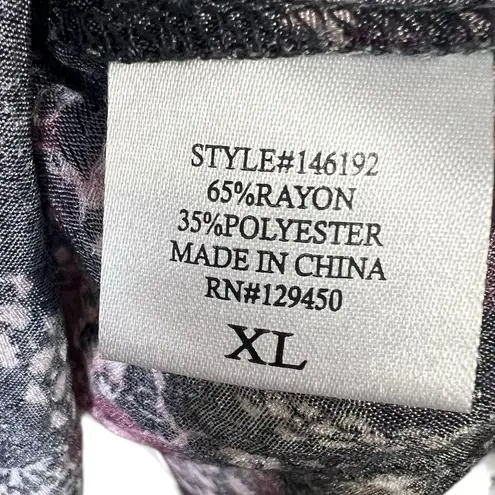 STYLE#146192
65%RAYON
35%POLYESTER
MADE IN CHINA
RN#129450
XL